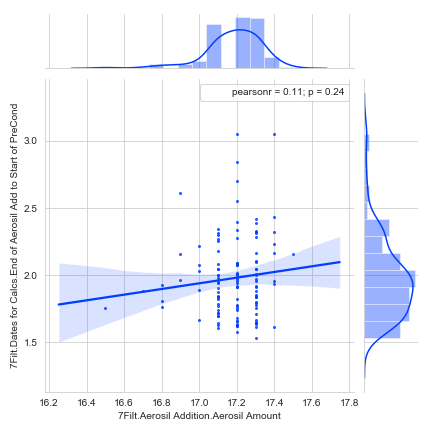 pearsonr = 0.11; p = 0.24
7Filt.Dates for Calcs.End of Aerosil Add to Start of PreCond
3.0
2.5
2.0
1.5
16.2 16.4 16.6 16.8 17.0 17.2 17.4 17.6 17.8
7Filt.Aerosil Addition.Aerosil Amount